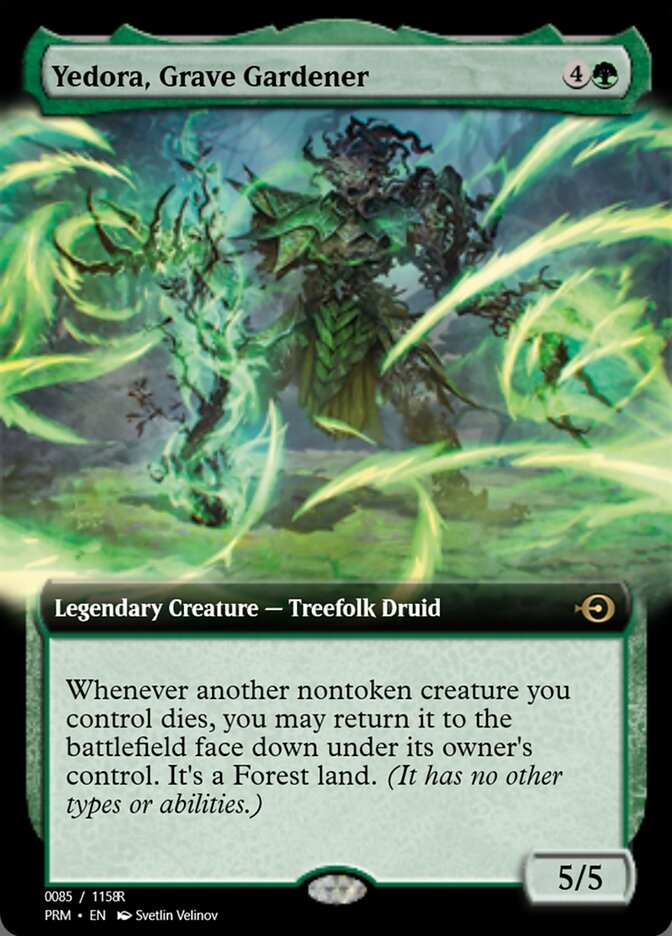 Yedora, Grave Gardener 4
Legendary Creature — Treefolk Druid
Whenever another nontoken creature you
control dies, you may return it to the
battlefield face down under its owner's
control. It's a Forest land. (It has no other
types or abilities.)
5/5
0085 / 1158R
PRM • EN Svetlin Velinov